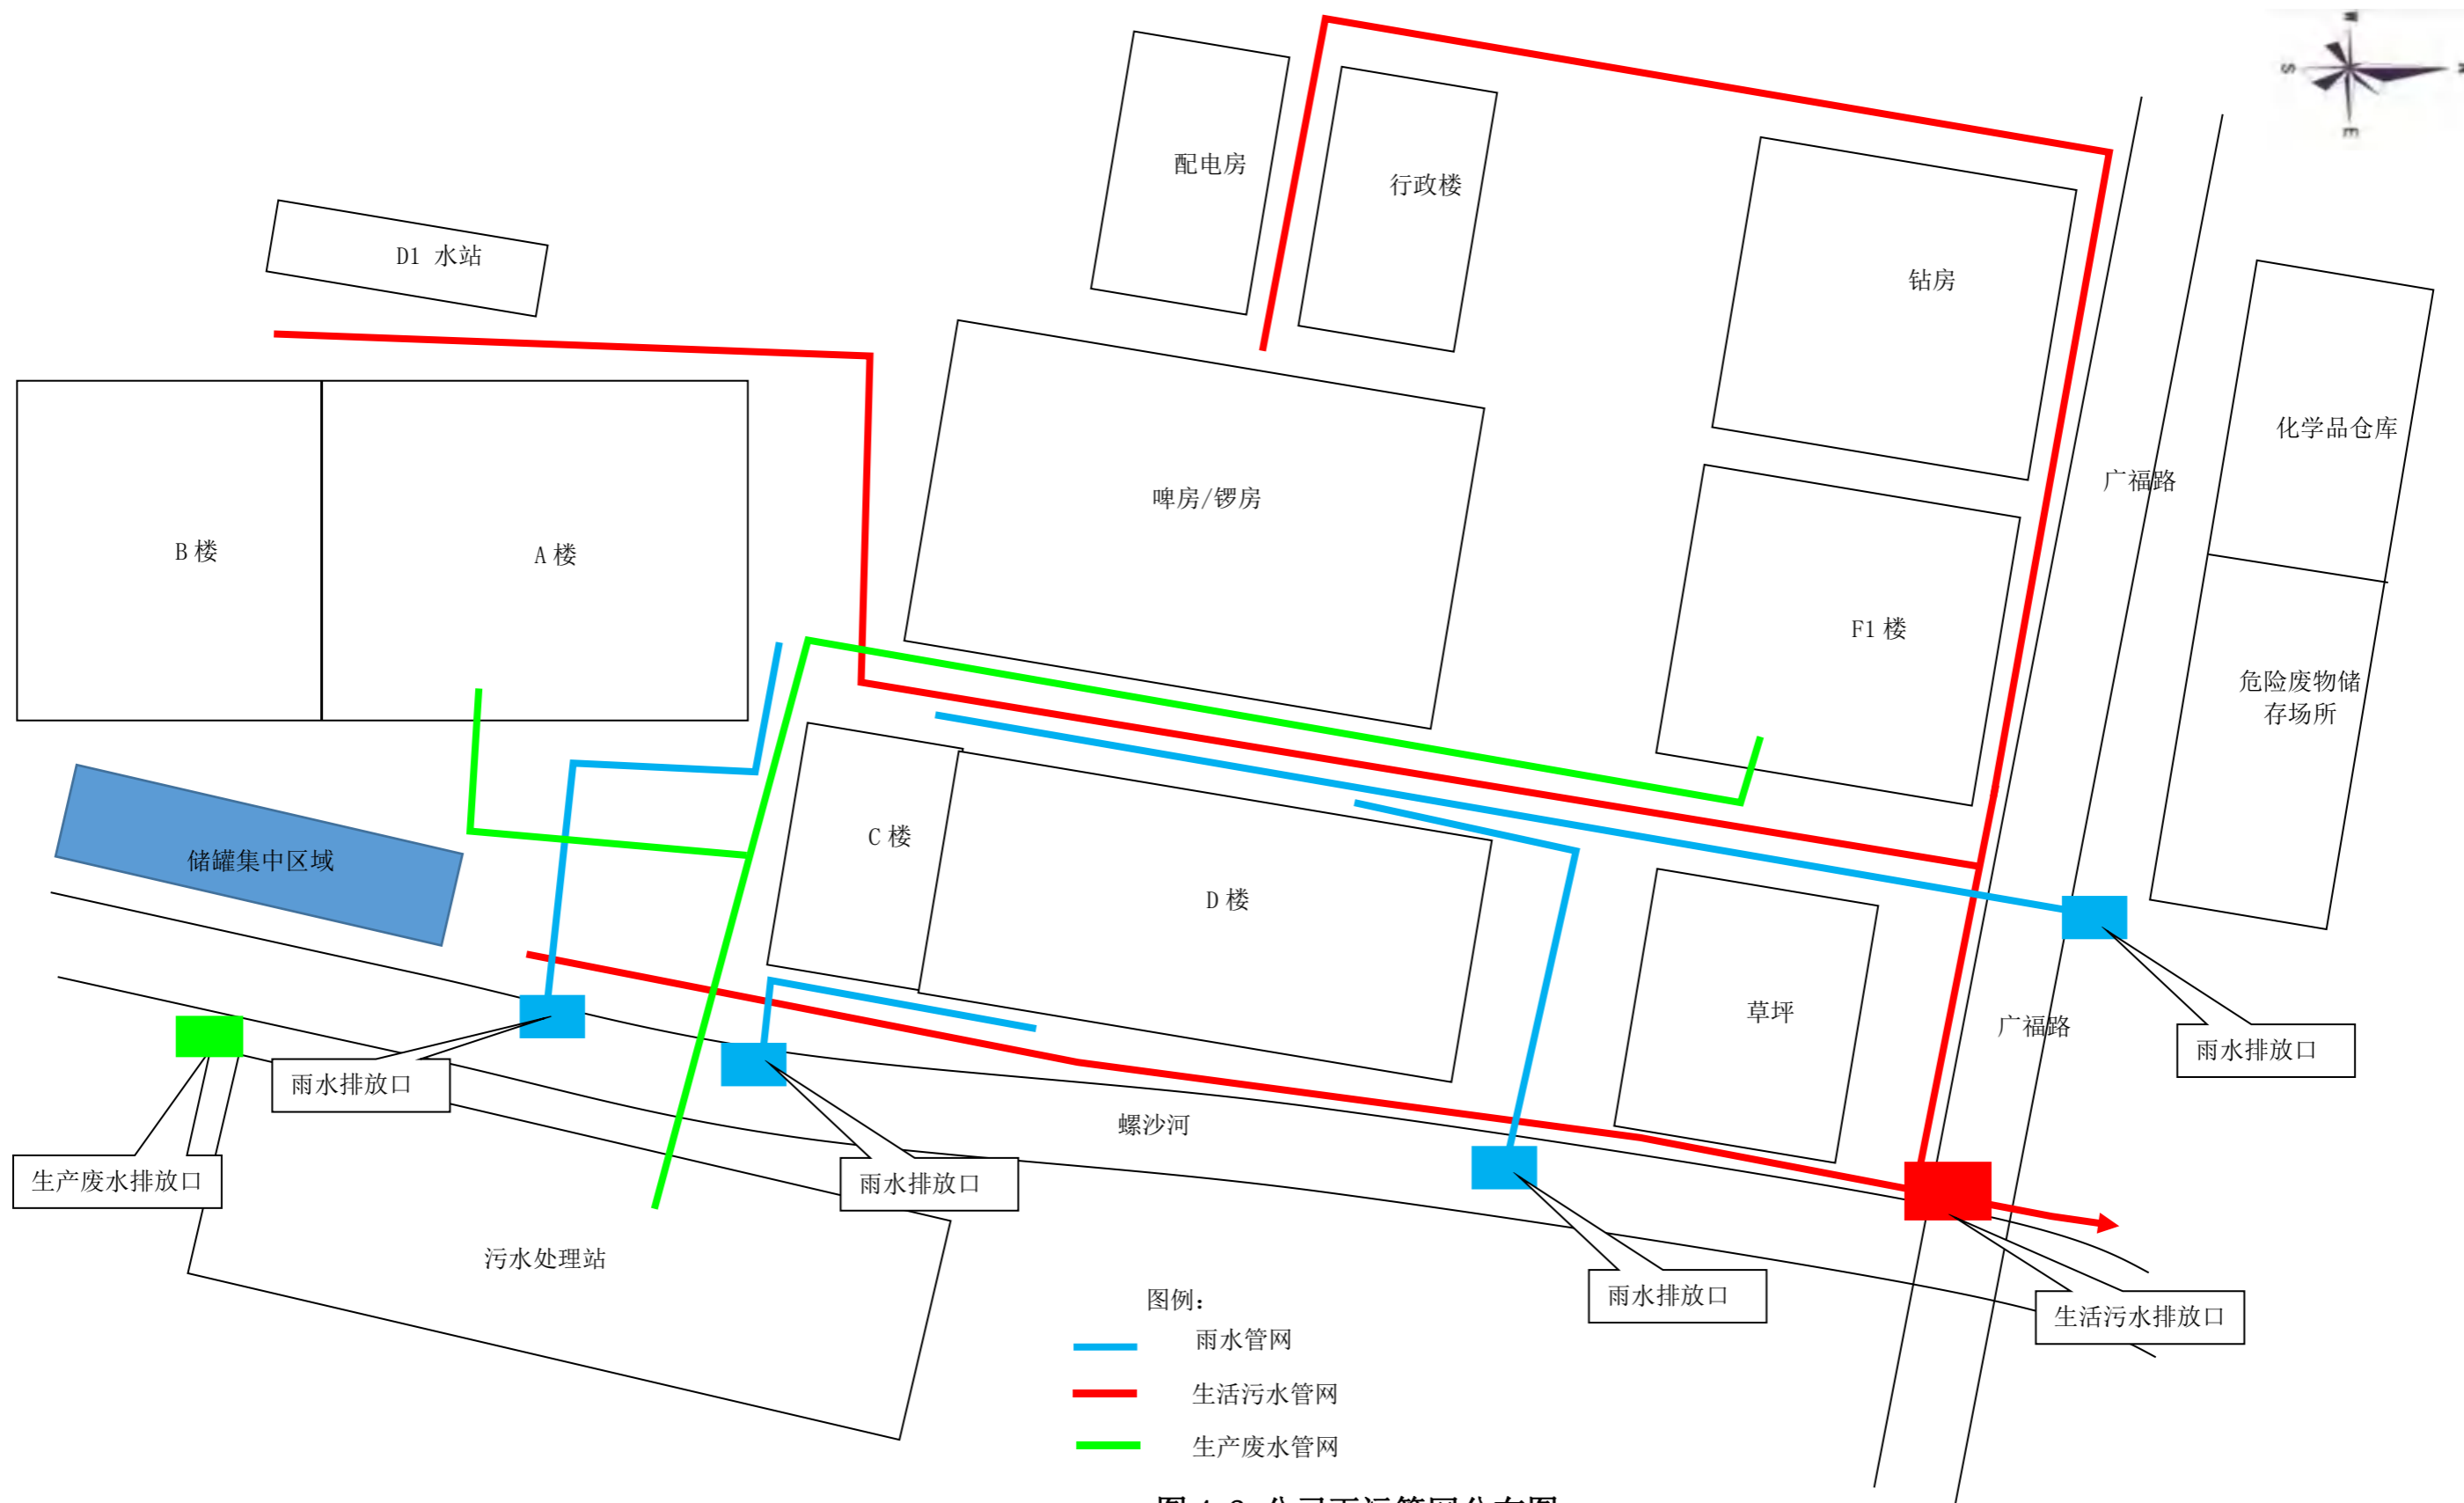 W
S
N
E
配电房
行政楼
D1 水站
钻房
化学品仓库
广福路
啤房/锣房
B 楼
A 楼
F1 楼
危险废物储
存场所
C 楼
储罐集中区域
D 楼
草坪
广福路
雨水排放口
雨水排放口
螺沙河
生产废水排放口
雨水排放口
污水处理站
雨水排放口
生活污水排放口
图例：
雨水管网
生活污水管网
生产废水管网